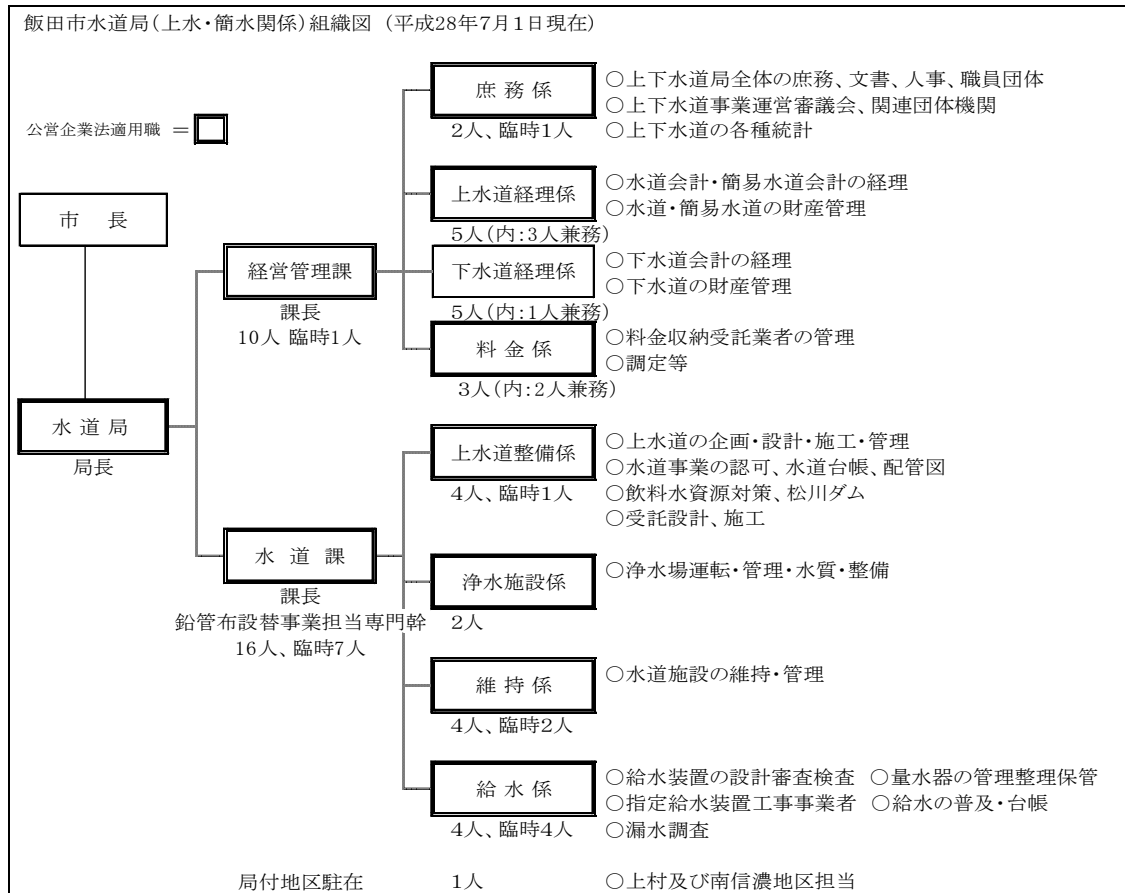 飯田市水道局(上水・簡水関係)組織図 (平成28年7月1日現在)
公営企業法適用職 =
市 長
水道局
局長
経営管理課
課長
10人 臨時1人
庶務係
2人、臨時1人
○上下水道局全体の庶務、文書、人事、職員団体
○上下水道事業運営審議会、関連団体機関
○上下水道の各種統計
上水道経理係
5人(内:3人兼務)
○水道会計・簡易水道会計の経理
○水道・簡易水道の財産管理
下水道経理係
5人(内:1人兼務)
○下水道会計の経理
○下水道の財産管理
料金係
3人(内:2人兼務)
○料金収納受託業者の管理
○調定等
水道課
課長
鉛管布設替事業担当専門幹
16人、臨時7人
上水道整備係
4人、臨時1人
○上水道の企画・設計・施工・管理
○水道事業の認可、水道台帳、配管図
○飲料水資源対策、松川ダム
○受託設計、施工
浄水施設係
2人
○浄水場運転・管理・水質・整備
維持係
4人、臨時2人
○水道施設の維持・管理
給水係
4人、臨時4人
○給水装置の設計審査検査 ○量水器の管理整理保管
○指定給水装置工事事業者 ○給水の普及・台帳
○漏水調査
局付地区駐在 1人 ○上村及び南信濃地区担当